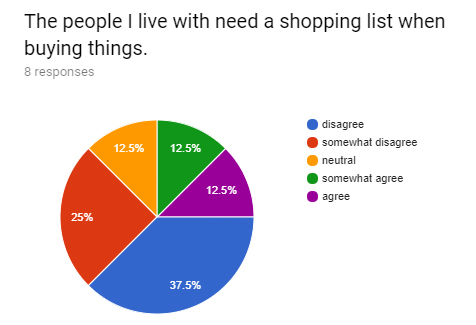 The people I live with need a shopping list when
buying things.
8 responses
12.5%
12.5%
12.5%
25%
37.5%
disagree
somewhat disagree
neutral
somewhat agree
agree